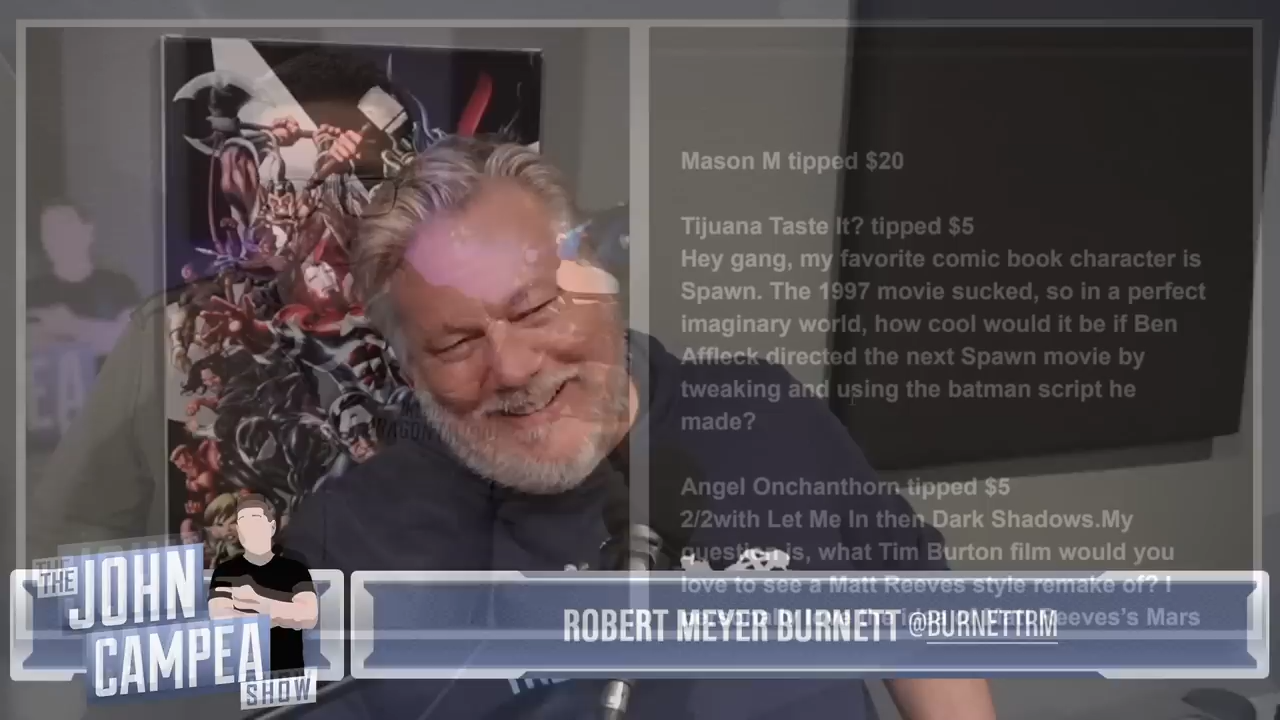 Mason M tipped $20
Tijuana Taste It? tipped $5
Hey gang, my favorite comic book character is
Spawn. The 1997 movie sucked, so in a perfect
imaginary world, how cool would it be if Ben
Affleck directed the next Spawn movie by
tweaking and using the batman script he
made?
Angel Onchanthorn tipped $5
2/2with Let Me In then Dark Shadows.My
question is, what Tim Burton film would you
love to see a Matt Reeves style remake of? I
Reeves's Mars
THE
JOHN
CAMPEA
SHOW
ROBERT MEYER BURNETT @BURNETTRM